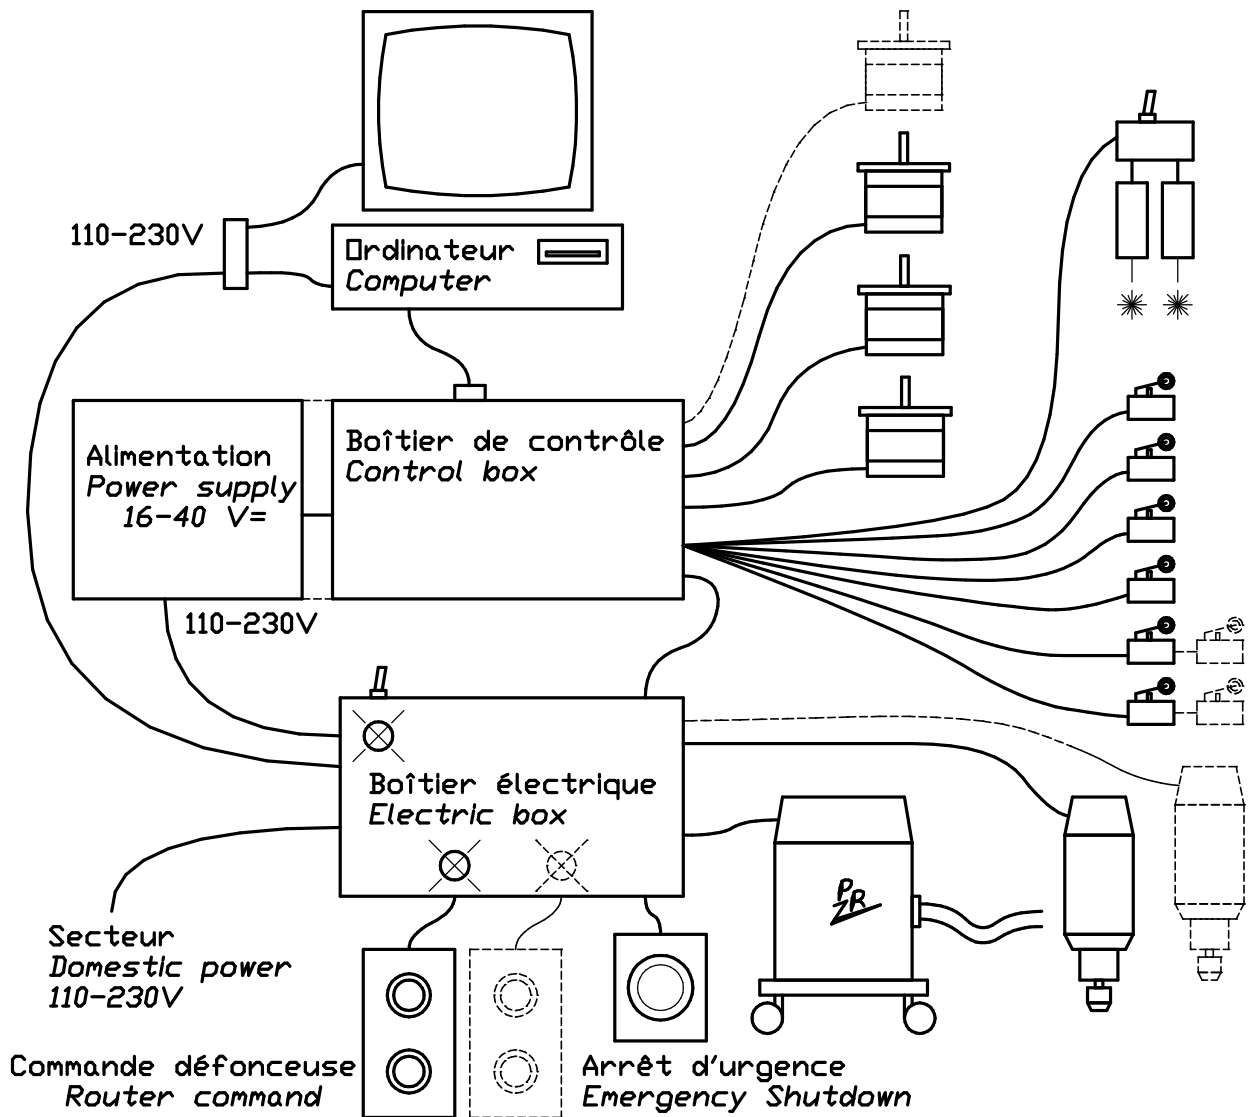 110-230V
Ordinateur
Computer
Alimentation
Power supply
16-40 V=
Boîtier de contrôle
Control box
110-230V
Boîtier électrique
Electric box
PR
Secteur
Domestic power
110-230V
Commande défonceuse
Router command
Arrêt d'urgence
Emergency Shutdown